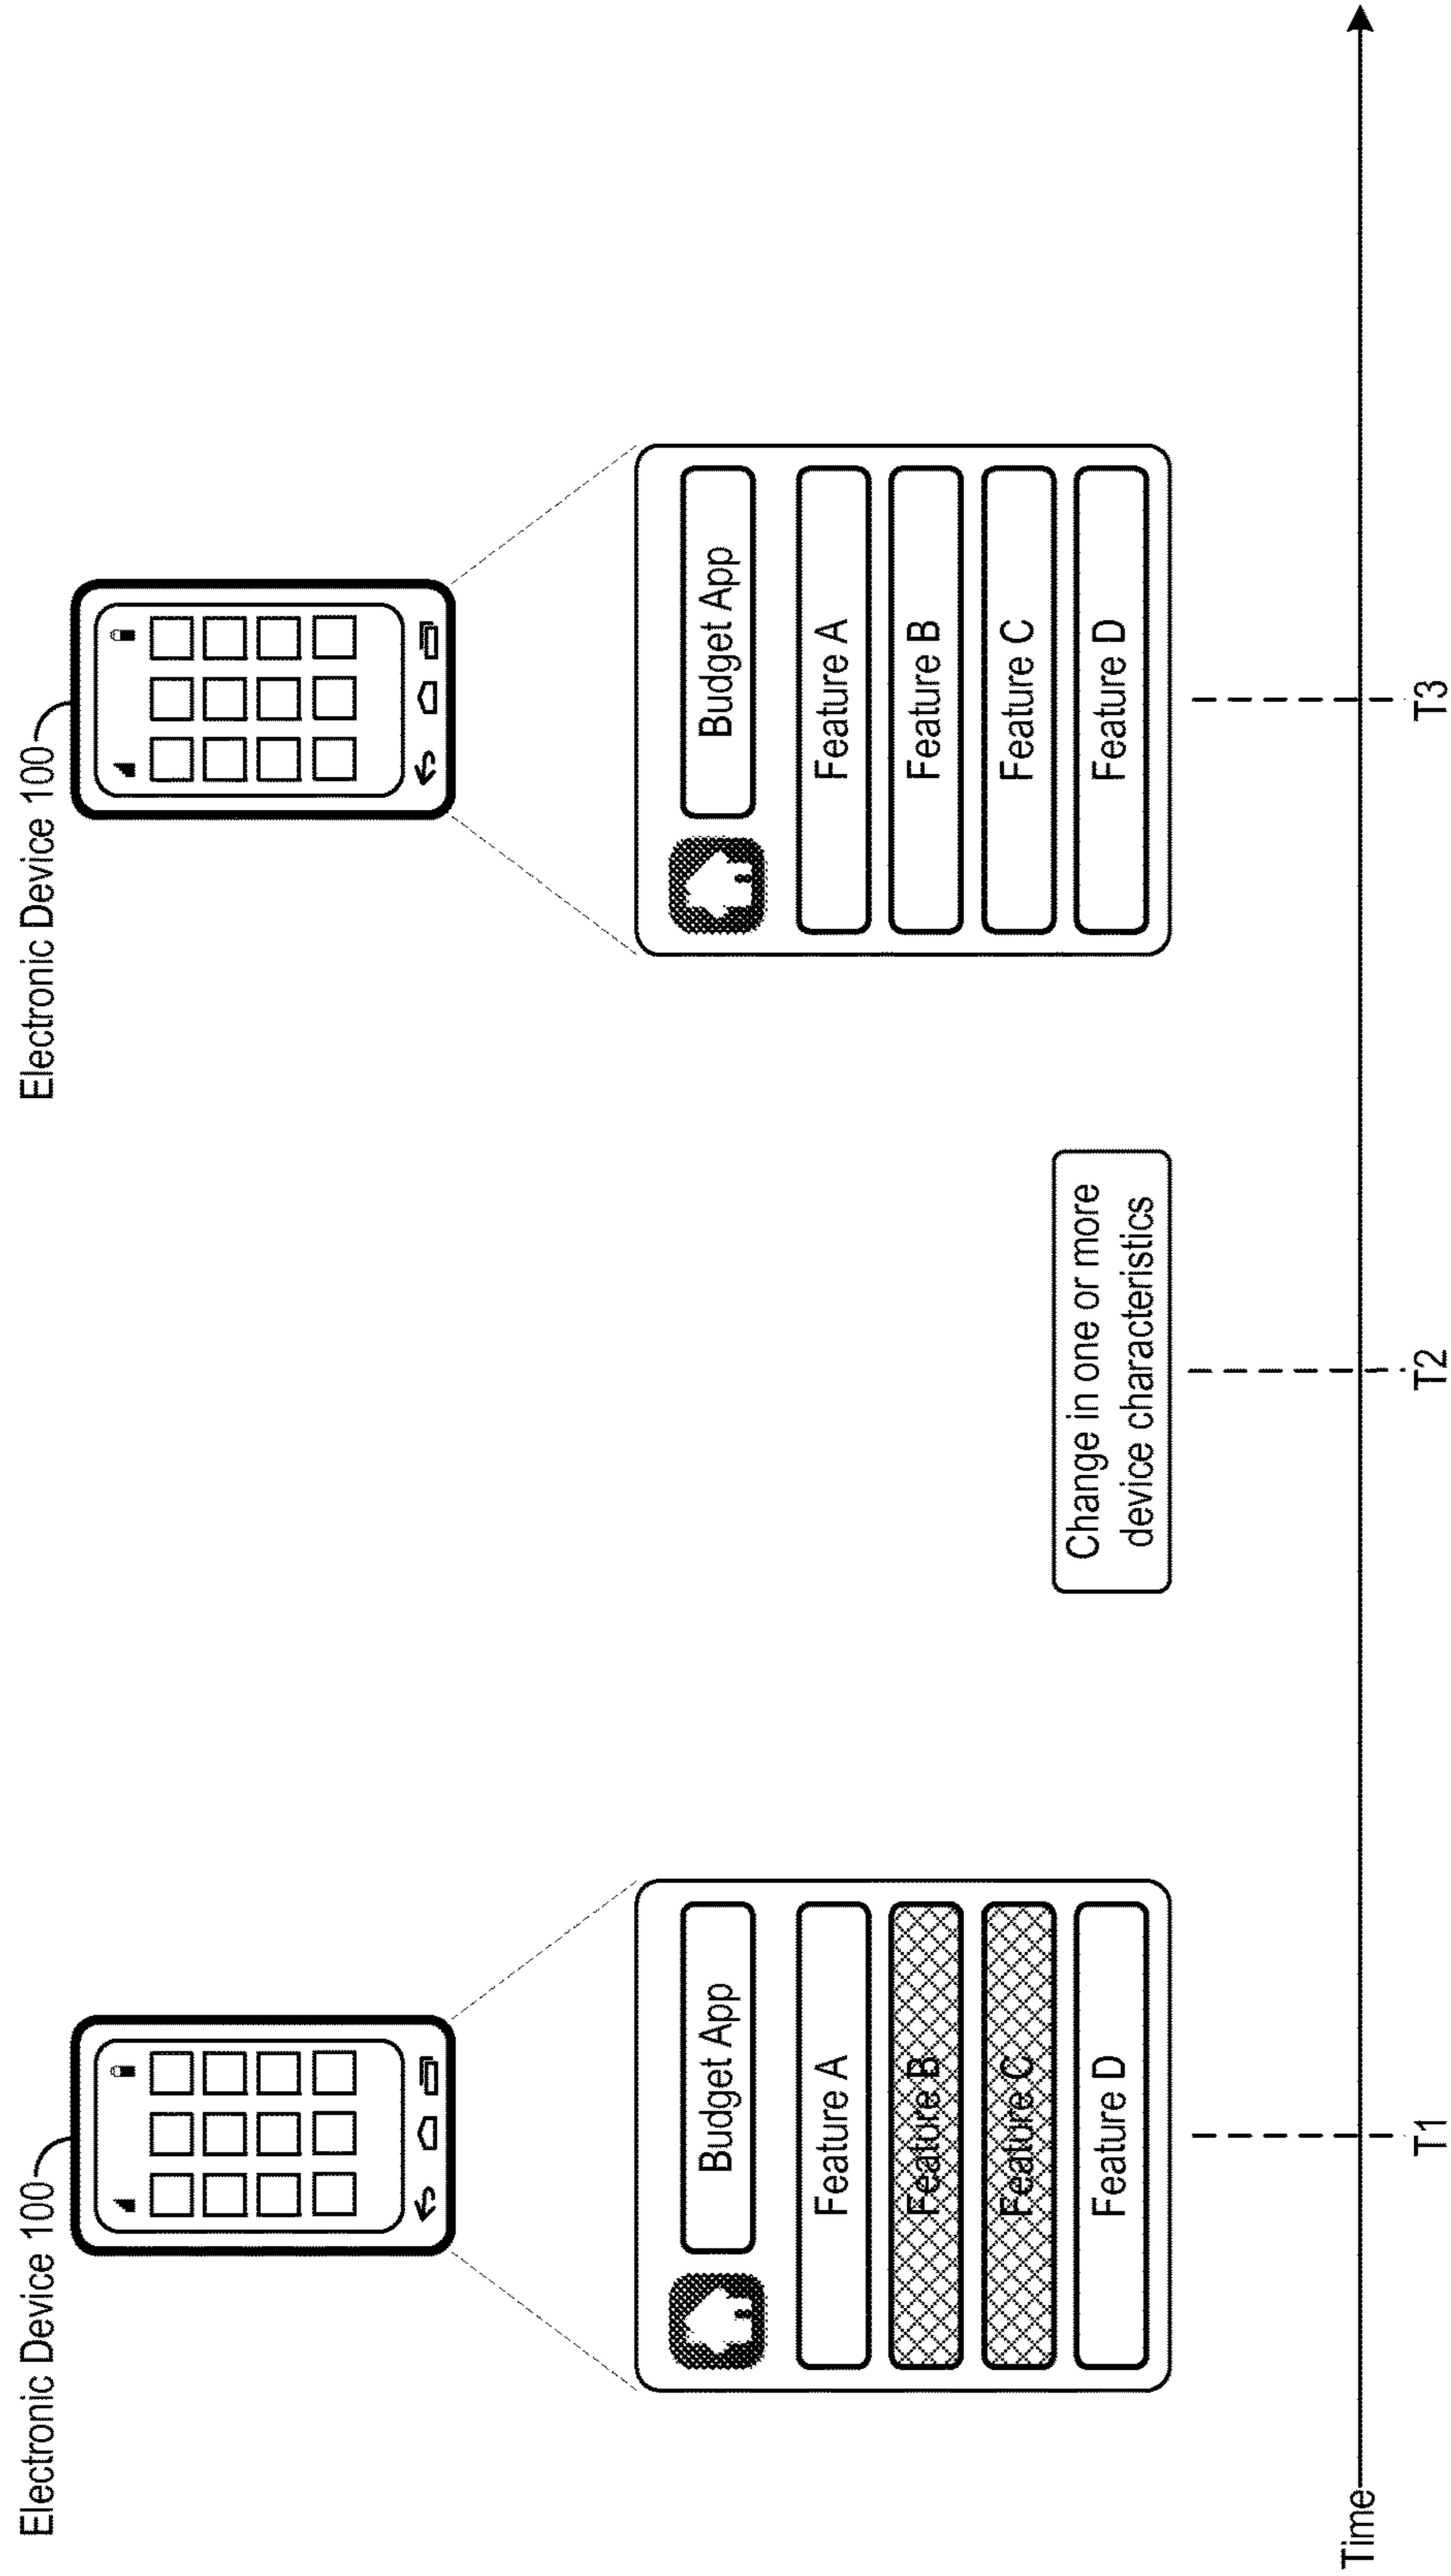 Electronic Device 100
Electronic Device 100
Budget App
Feature A
Feature B
Feature C
Feature D
Change in one or more
device characteristics
Budget App
Feature A
Feature B
Feature C
Feature D
Time
T1
T2
T3